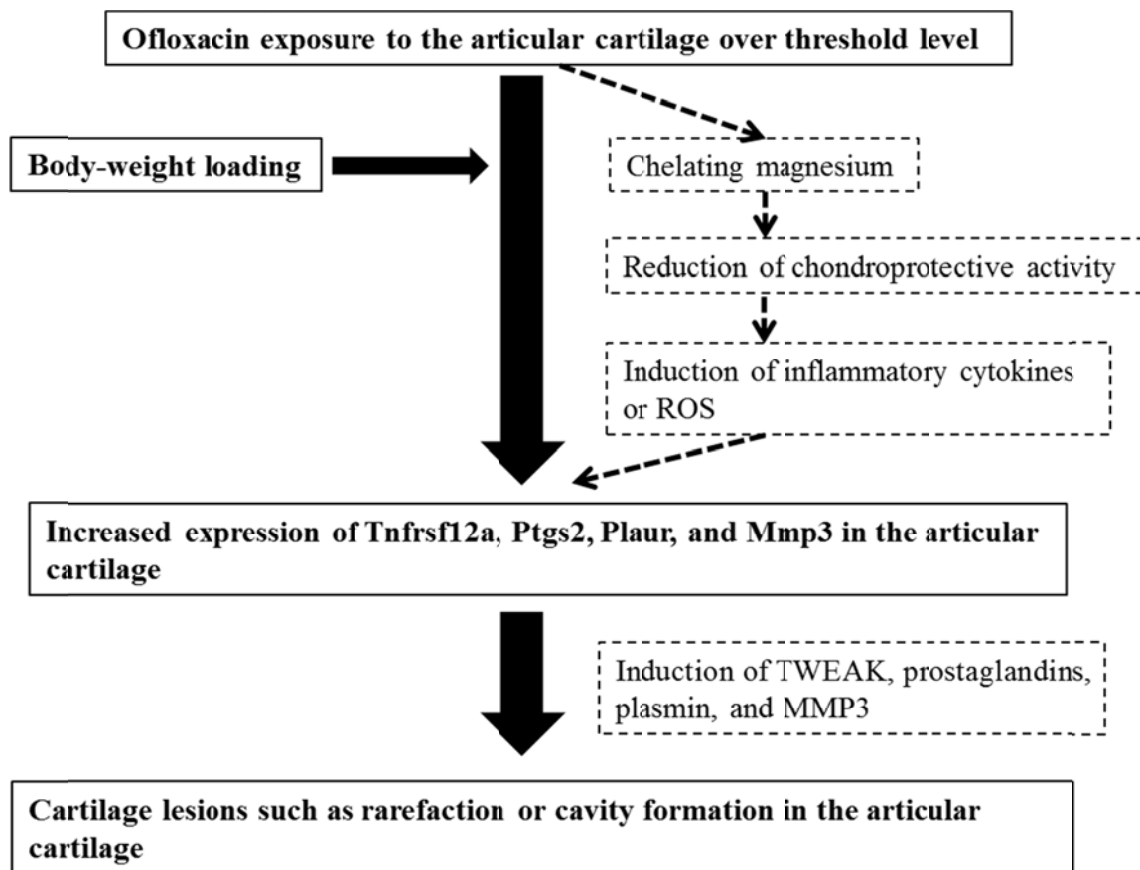 Ofloxacin exposure to the articular cartilage over threshold level
Body-weight loading
Chelating magnesium
Reduction of chondroprotective activity
Induction of inflammatory cytokines
or ROS
Increased expression of Tnfrsf12a, Ptgs2, Plaur, and Mmp3 in the articular
cartilage
Induction of TWEAK, prostaglandins,
plasmin, and MMP3
Cartilage lesions such as rarefaction or cavity formation in the articular
cartilage